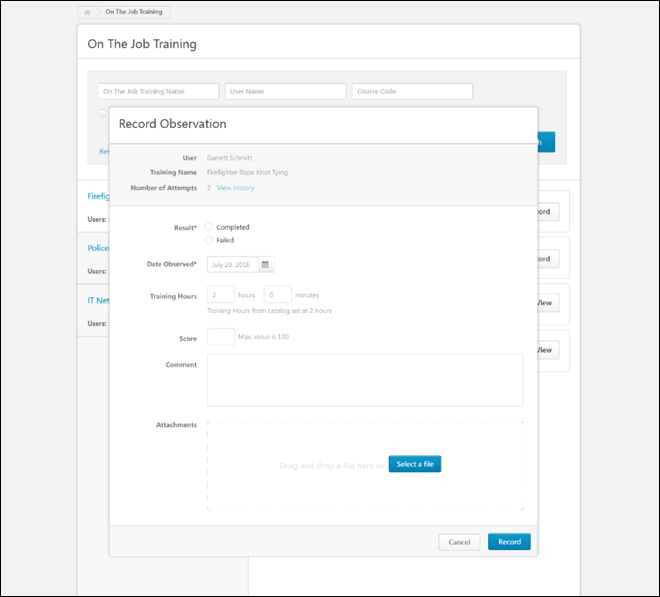 On The Job Training
On The Job Training
On The Job Training Name
User Name
Course Code
Record Observation
User Garrett Schmitt
Training Name Firefighter Rope Knot Tying
Number of Attempts 2 View History
Result*
Completed
Failed
Date Observed* July 20, 2016
Training Hours 2 hours 0 minutes
Training Hours from catalog set at 2 hours
Score Max. value is 100
Comment
Attachments
Drag and drop a file here or Select a file
Cancel Record
Users:
Police
Users:
IT Net
Users:
View
View